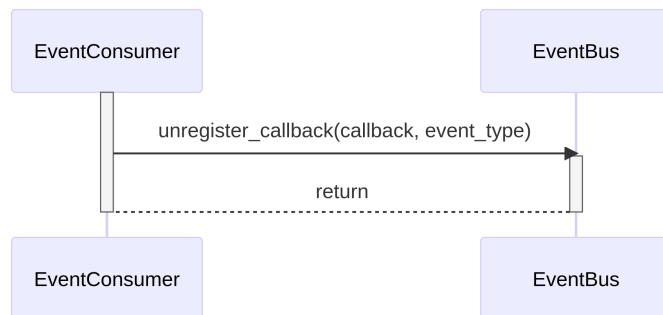 EventConsumer
EventBus
unregister_callback(callback, event_type)
return
EventConsumer
EventBus